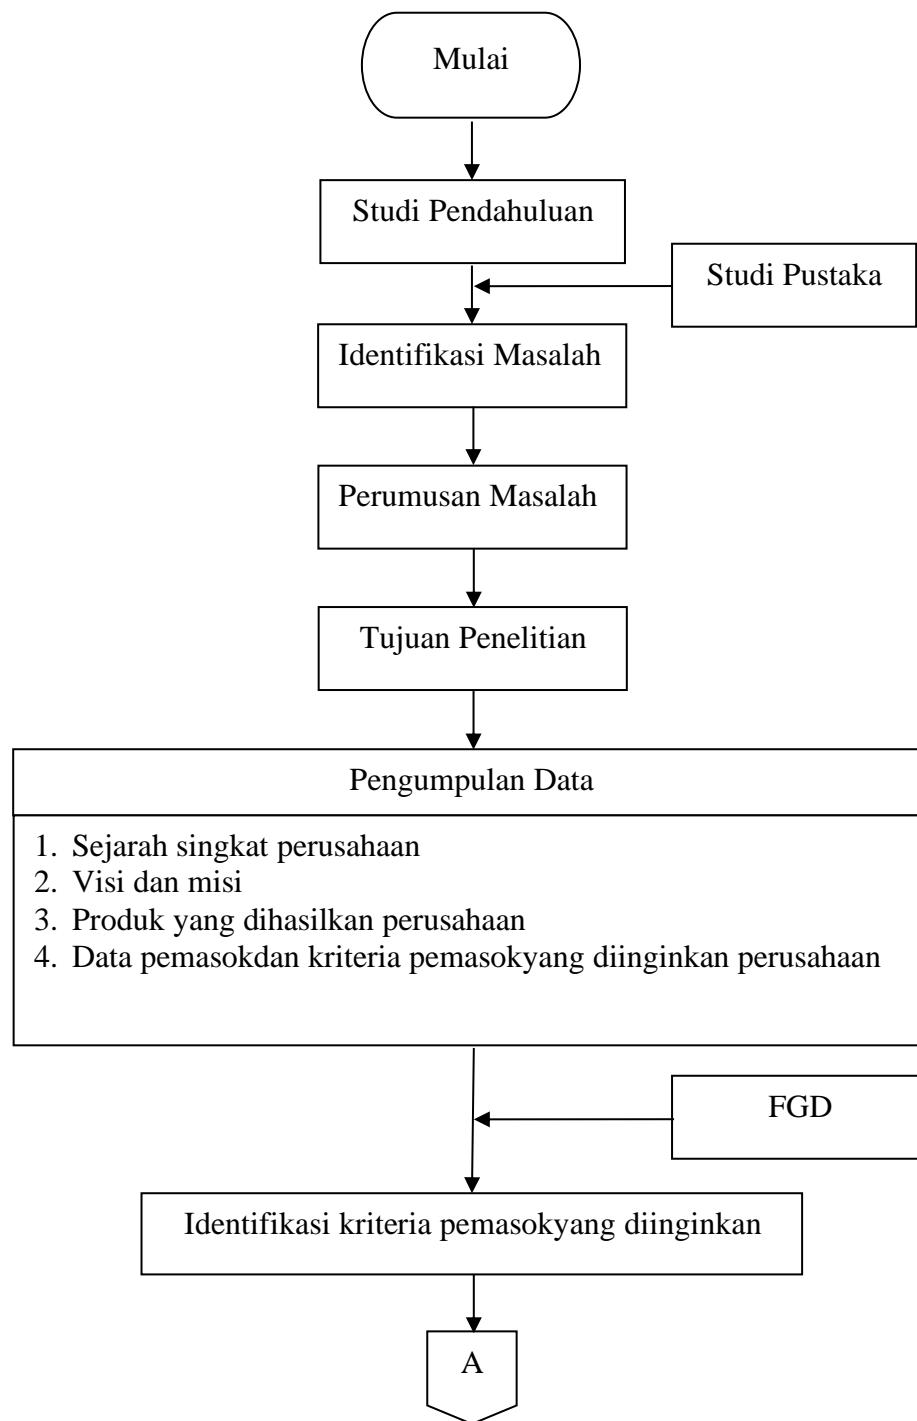 Mulai
Studi Pendahuluan
Studi Pustaka
Identifikasi Masalah
Perumusan Masalah
Tujuan Penelitian
Pengumpulan Data
1. Sejarah singkat perusahaan
2. Visi dan misi
3. Produk yang dihasilkan perusahaan
4. Data pemasokdan kriteria pemasokyang diinginkan perusahaan
FGD
Identifikasi kriteria pemasokyang diinginkan
A